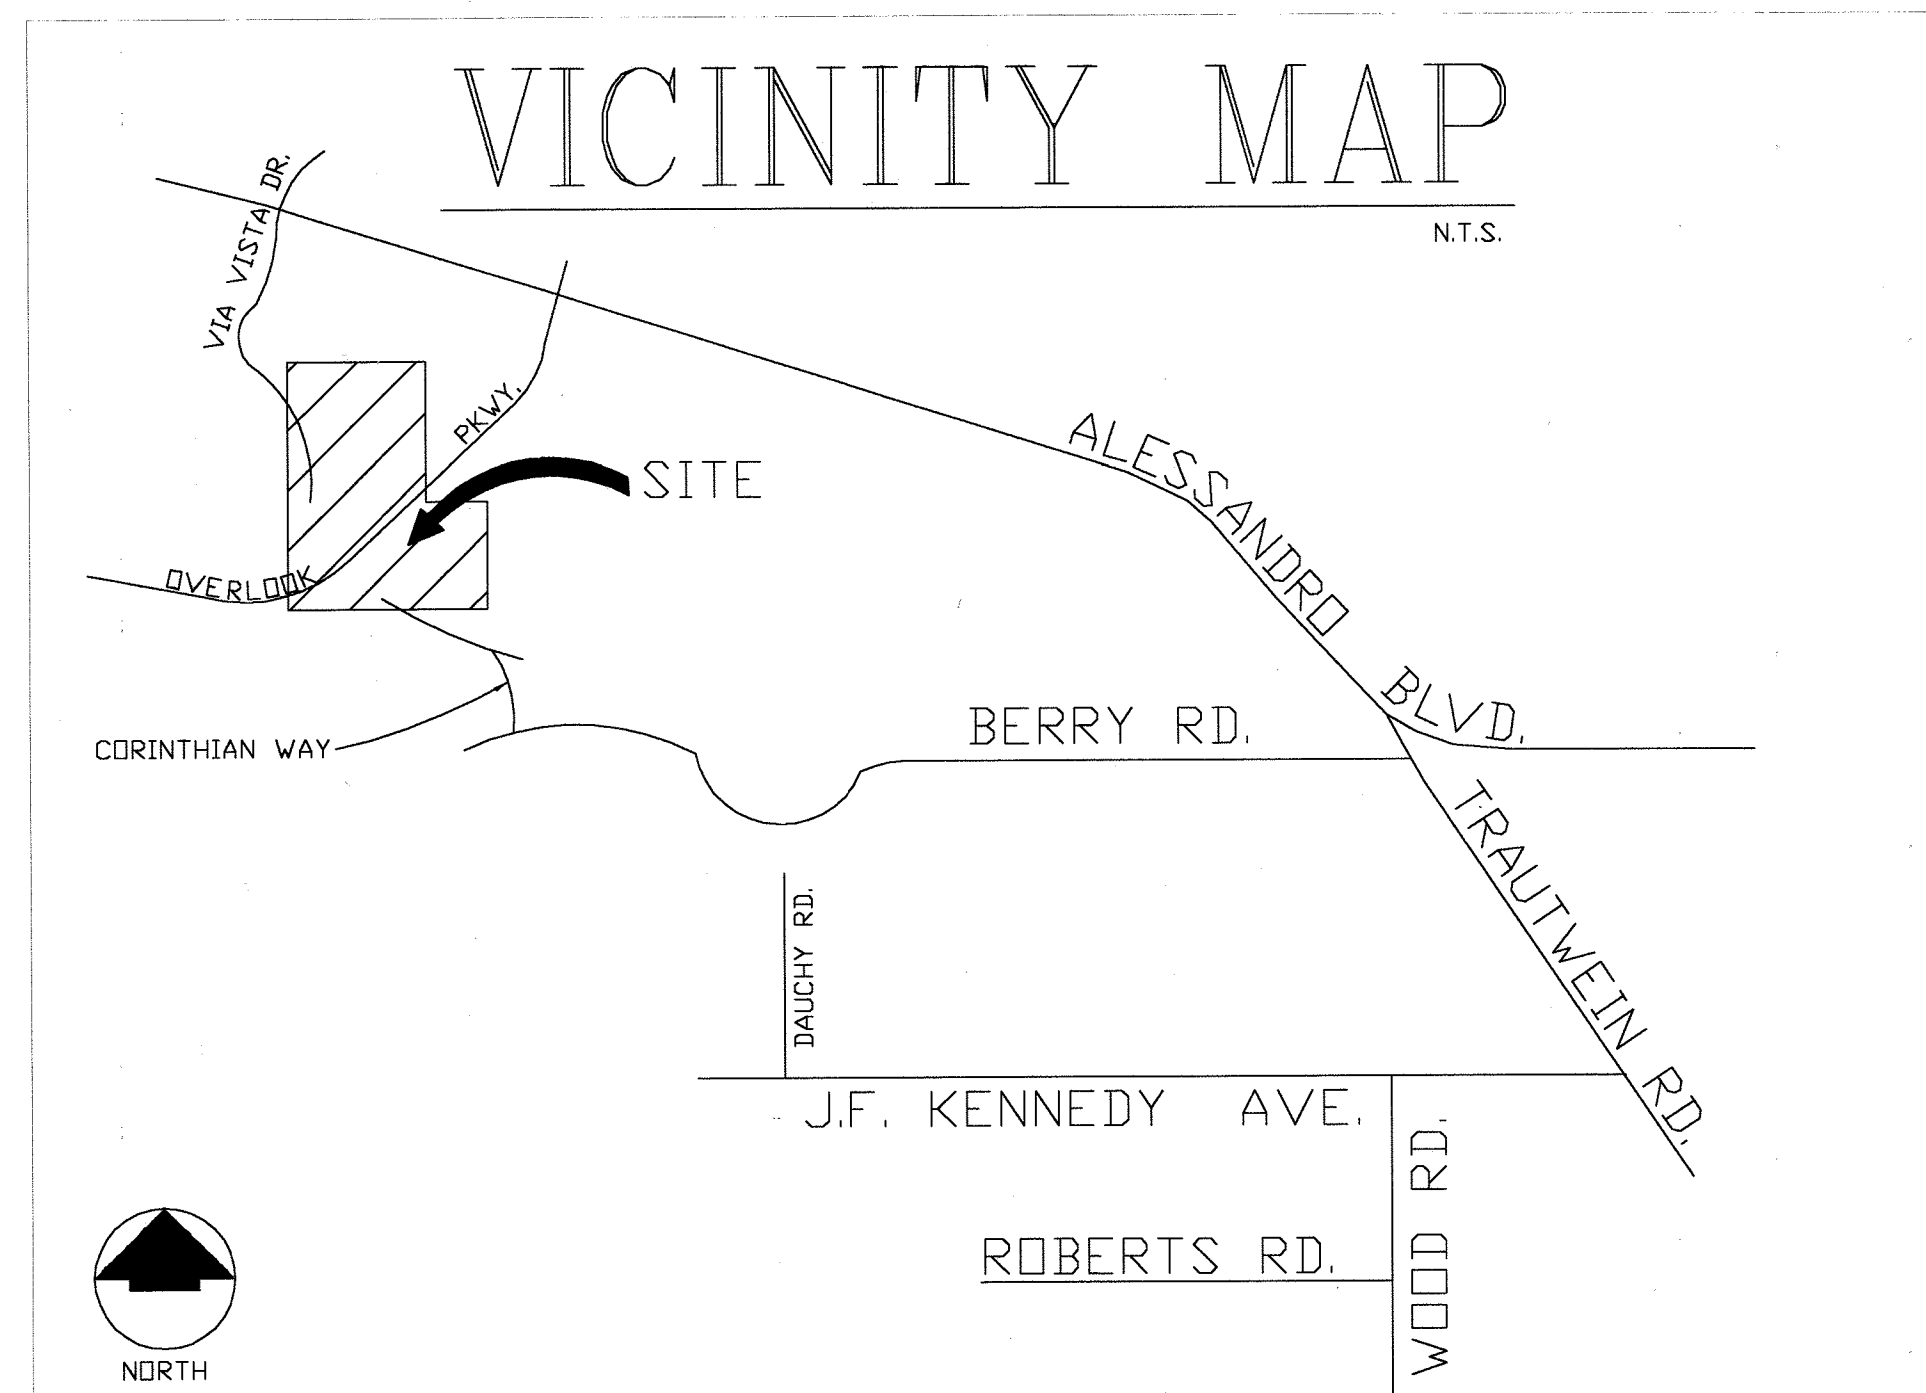 VICINITY MAP
N.T.S.
VIA VISTA DR.
PKWY.
SITE
ALESSANDRO
BLVD.
OVERLOOK
CORINTHIAN WAY
BERRY RD.
TRAUTWEIN RD.
DAUCHY RD.
J.F. KENNEDY AVE.
WOOD RD.
ROBERTS RD.
NORTH